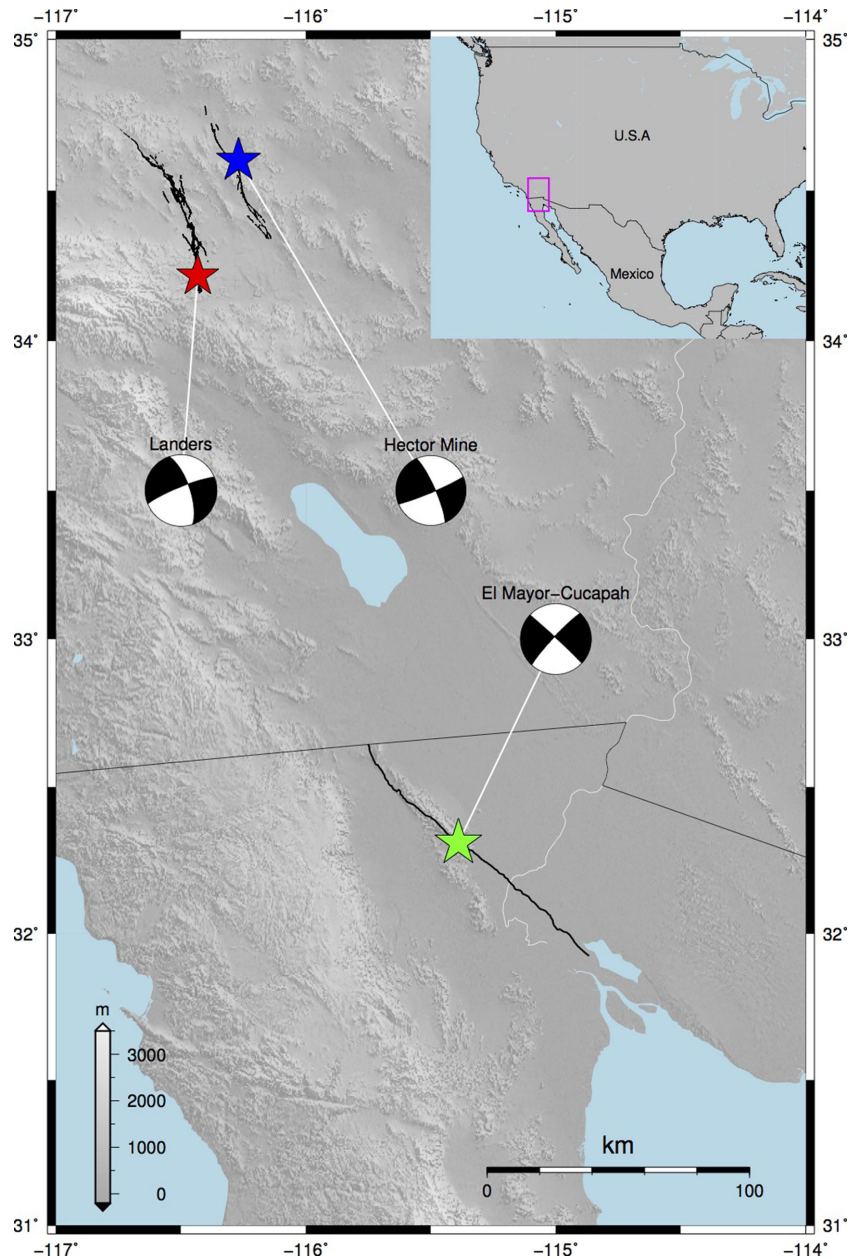 −117˚ −116˚ −115˚ −114˚
35˚ 35˚
U.S.A
Mexico
34˚ 34˚
Landers
Hector Mine
El Mayor−Cucapah
33˚ 33˚
32˚ 32˚
m
3000
2000
1000
0
km
0 100
31˚ 31˚
−117˚ −116˚ −115˚ −114˚